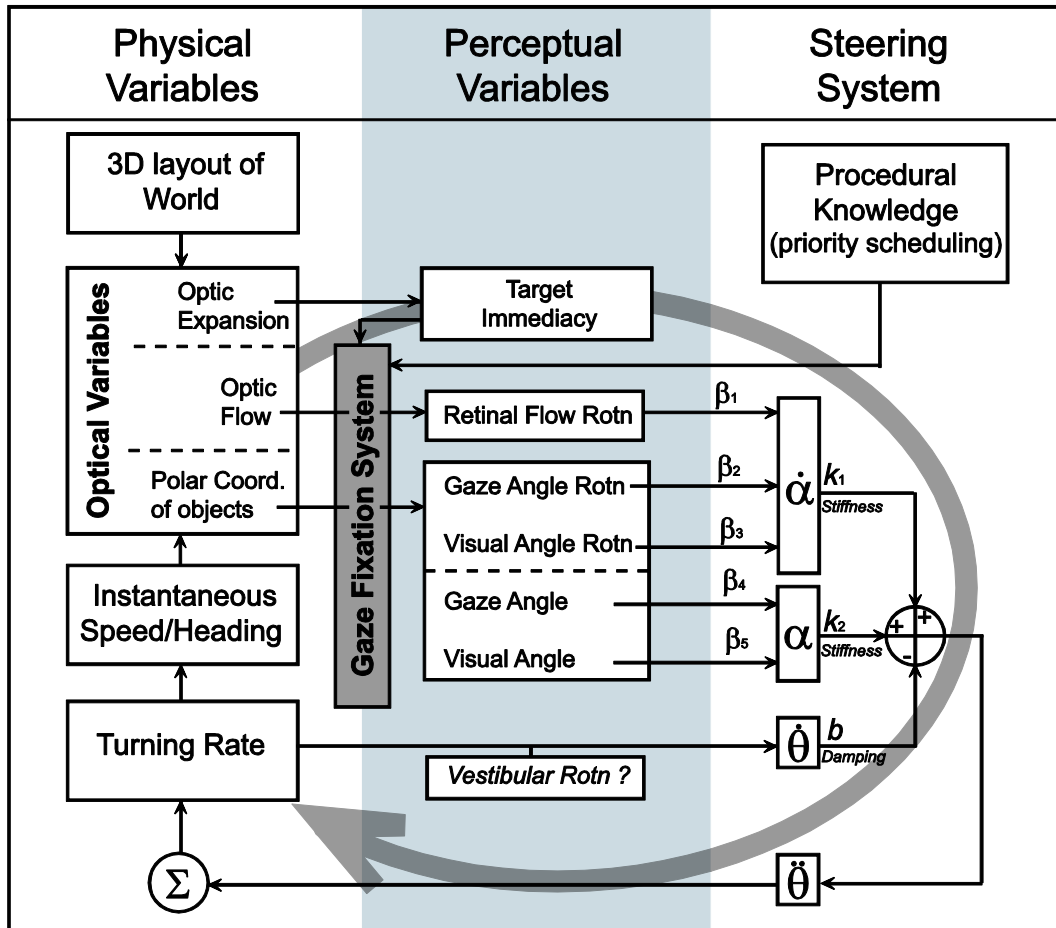 Physical
Variables
Perceptual
Variables
Steering
System
3D layout of
World
Procedural
Knowledge
(priority scheduling)
Optical Variables
Optic
Expansion
Optic
Flow
Polar Coord.
of objects
Target
Immediacy
Gaze Fixation System
Retinal Flow Rotn
Gaze Angle Rotn
Visual Angle Rotn
Gaze Angle
Visual Angle
β1
β2
β3
β4
β5
α̇
k1
Stiffness
α
k2
Stiffness
+
+
-
Instantaneous
Speed/Heading
Turning Rate
Vestibular Rotn ?
θ̇
b
Damping
θ̈
Σ